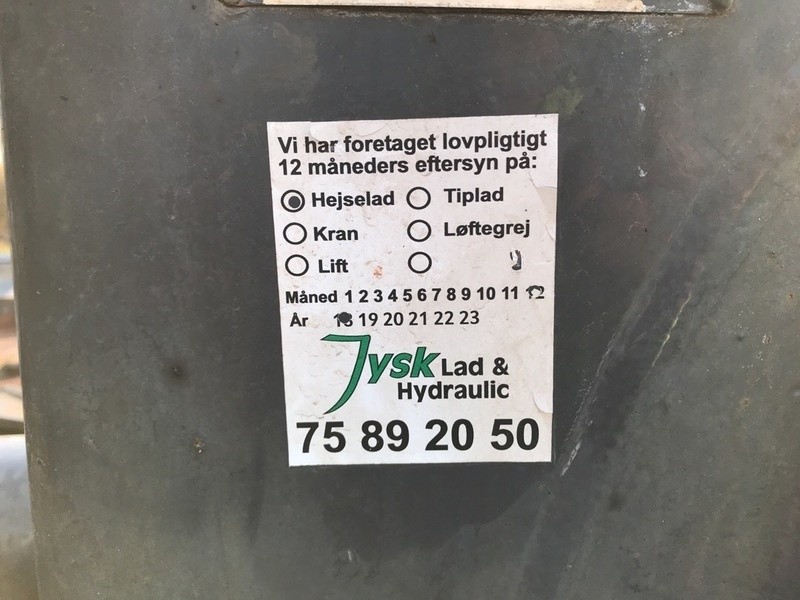 Vi har foretaget lovpligtigt
12 måneders eftersyn på:
Hejselad Tiplad
Kran Løftegrej
Lift
Måned 1 2 3 4 5 6 7 8 9 10 11 12
År 18 19 20 21 22 23
Jysk Lad &
Hydraulic
75 89 20 50